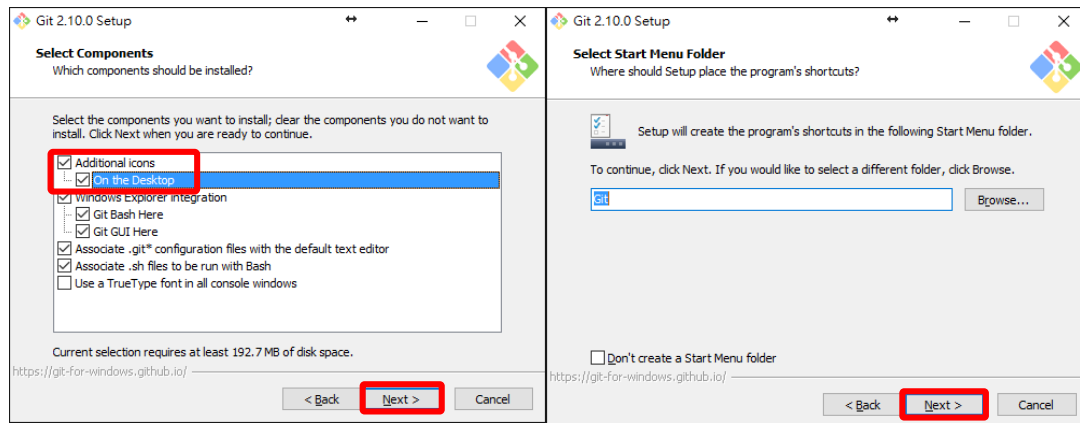 Git 2.10.0 Setup
Select Components
Which components should be installed?
Select the components you want to install; clear the components you do not want to
install. Click Next when you are ready to continue.
Additional icons
On the Desktop
Windows Explorer integration
Git Bash Here
Git GUI Here
Associate .git* configuration files with the default text editor
Associate .sh files to be run with Bash
Use a TrueType font in all console windows
Current selection requires at least 192.7 MB of disk space.
https://git-for-windows.github.io/
< Back
Next >
Cancel
Git 2.10.0 Setup
Select Start Menu Folder
Where should Setup place the program's shortcuts?
Setup will create the program's shortcuts in the following Start Menu folder.
To continue, click Next. If you would like to select a different folder, click Browse.
Git
Browse...
Don't create a Start Menu folder
https://git-for-windows.github.io/
< Back
Next >
Cancel